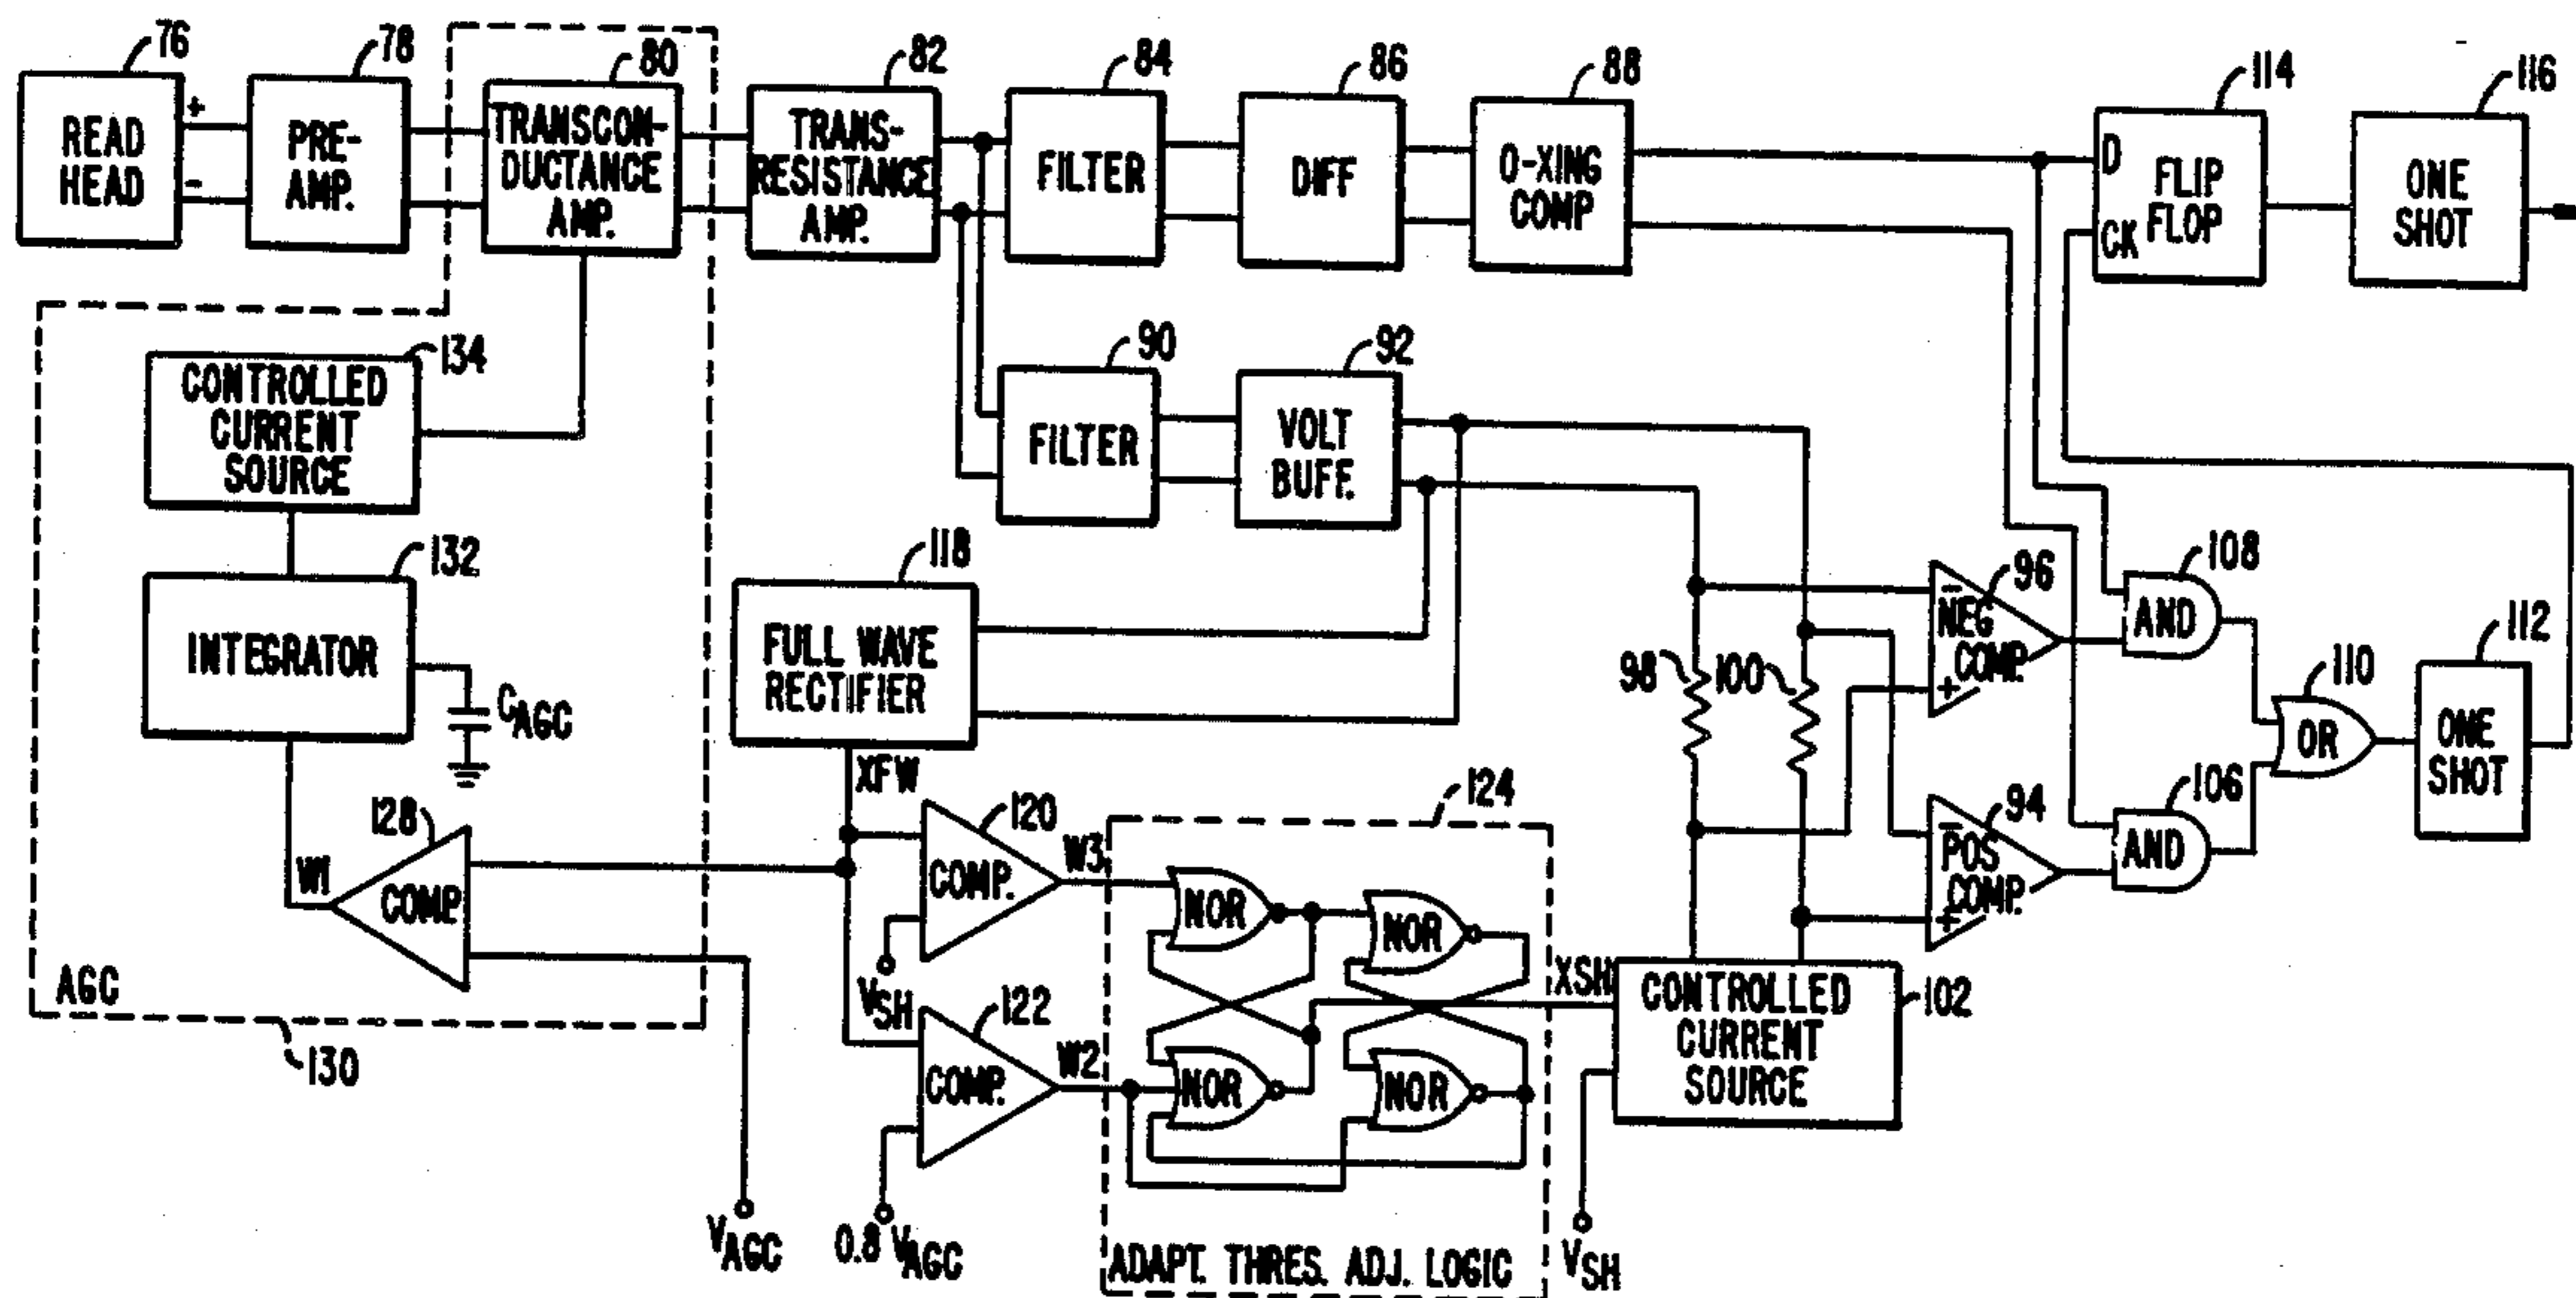 76
78
80
82
84
86
88
114
116
READ
HEAD
+
-
PRE-
AMP.
TRANSCON-
DUCTANCE
AMP.
TRANS-
RESISTANCE
AMP.
FILTER
DIFF
0-XING
COMP
D
CK
FLIP
FLOP
ONE
SHOT
134
CONTROLLED
CURRENT
SOURCE
90
FILTER
92
VOLT
BUFF.
132
INTEGRATOR
CAGC
118
FULL WAVE
RECTIFIER
XFW
98
100
96
-
NEG
COMP.
+
108
AND
94
-
POS
COMP.
+
106
AND
110
OR
112
ONE
SHOT
128
COMP.
W1
AGC
130
120
COMP.
W3
VSH
122
COMP.
W2
VAGC
0.8 VAGC
124
NOR
NOR
NOR
NOR
ADAPT. THRES. ADJ. LOGIC
XSH
CONTROLLED
CURRENT
SOURCE
102
VSH